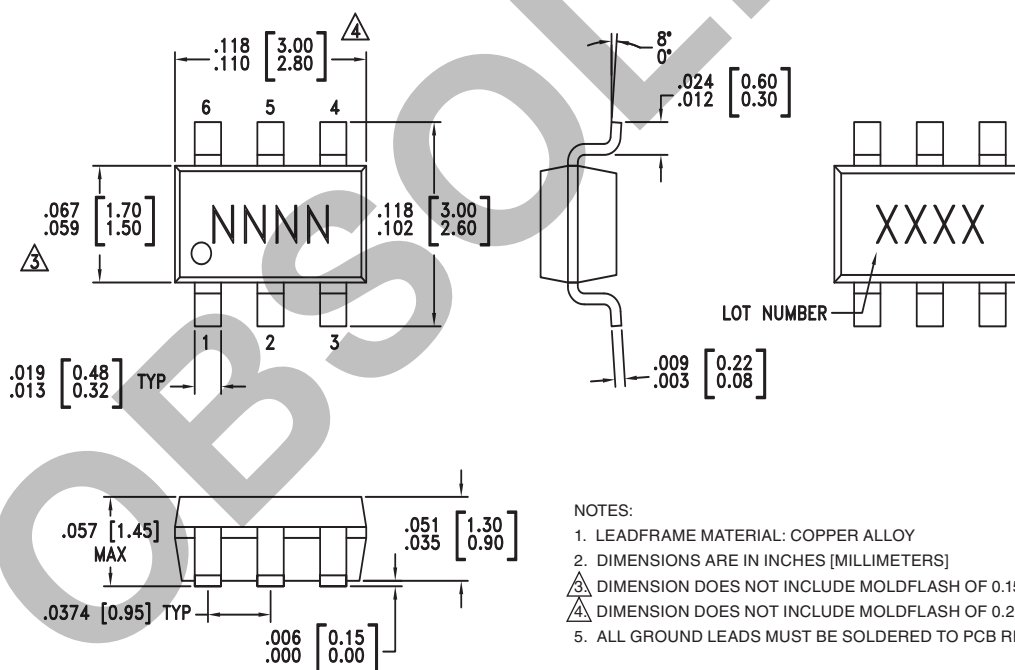 .118 [3.00
.110 2.80]
4
6 5 4
.067 [1.70
.059 1.50]
3
NNNN
.118 [3.00
.102 2.60]
1 2 3
.019 [0.48
.013 0.32] TYP
8°
0°
.024 [0.60
.012 0.30]
.009 [0.22
.003 0.08]
XXXX
LOT NUMBER
.057 [1.45]
MAX
.051 [1.30
.035 0.90]
.0374 [0.95] TYP
.006 [0.15
.000 0.00]
NOTES:
1. LEADFRAME MATERIAL: COPPER ALLOY
2. DIMENSIONS ARE IN INCHES [MILLIMETERS]
3. DIMENSION DOES NOT INCLUDE MOLDFLASH OF 0.15
4. DIMENSION DOES NOT INCLUDE MOLDFLASH OF 0.2
5. ALL GROUND LEADS MUST BE SOLDERED TO PCB
OBSOL